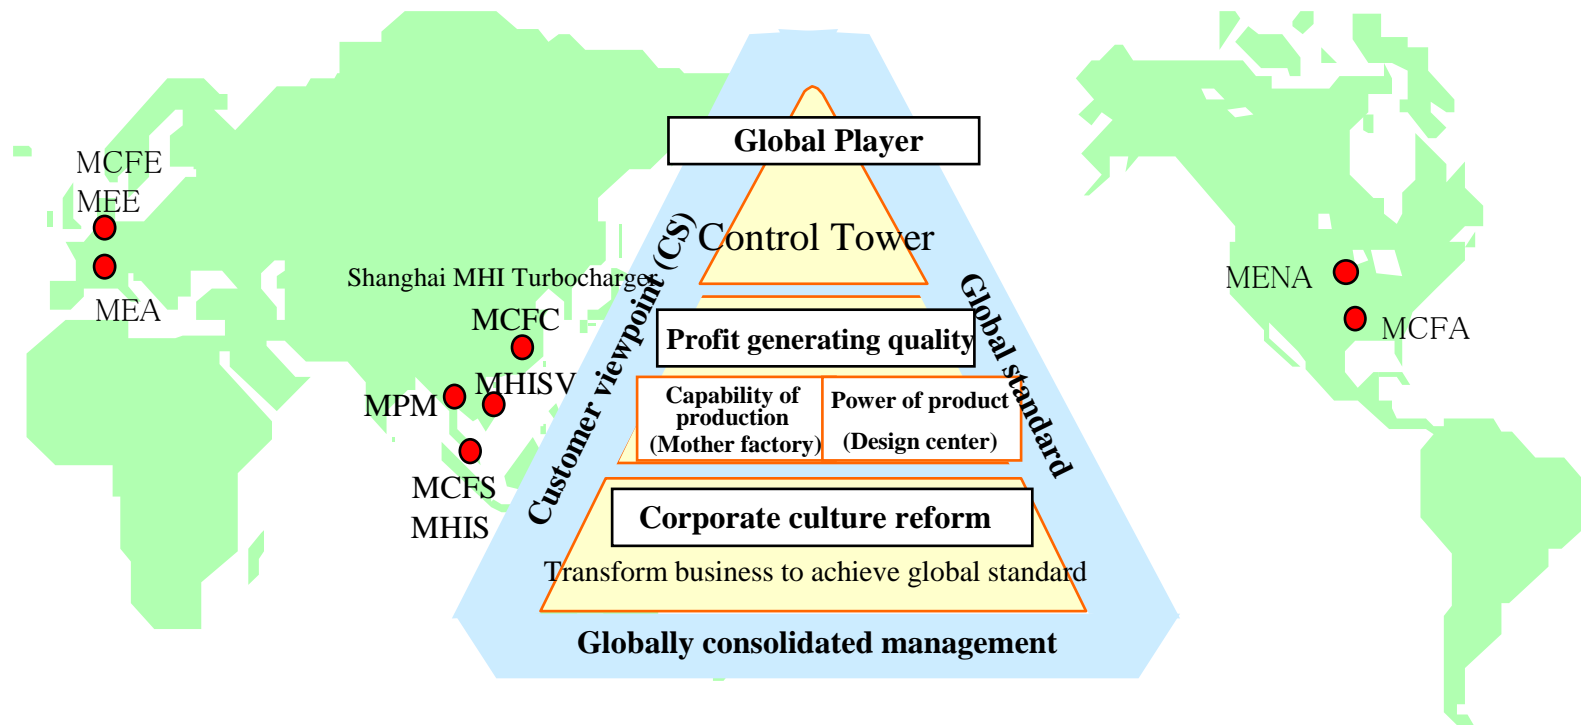 MCFE
MEE
MEA
Shanghai MHI Turbocharger
MCFC
MHISV
MPM
MCFS
MHIS
Global Player
Control Tower
Customer viewpoint (CS)
Global standard
Profit generating quality
Capability of
production
(Mother factory)
Power of product
(Design center)
Corporate culture reform
Transform business to achieve global standard
Globally consolidated management
MENA
MCFA